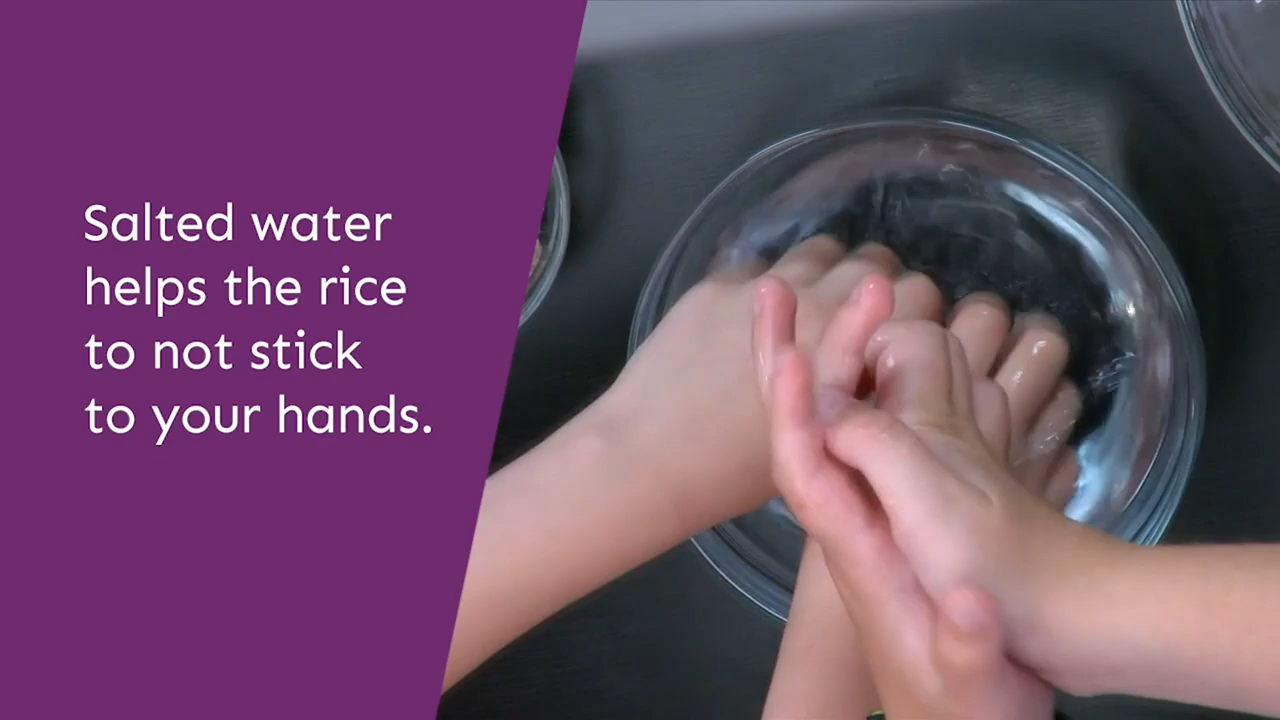 Salted water
helps the rice
to not stick
to your hands.